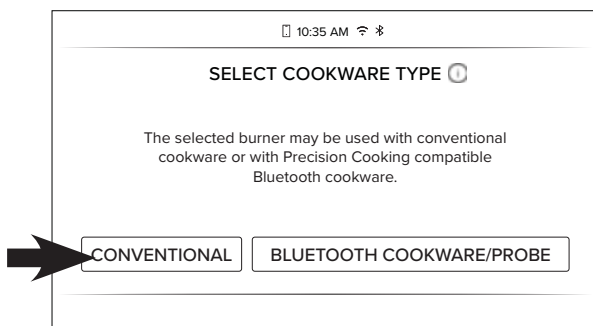 10:35 AM
SELECT COOKWARE TYPE i
The selected burner may be used with conventional
cookware or with Precision Cooking compatible
Bluetooth cookware.
CONVENTIONAL BLUETOOTH COOKWARE/PROBE